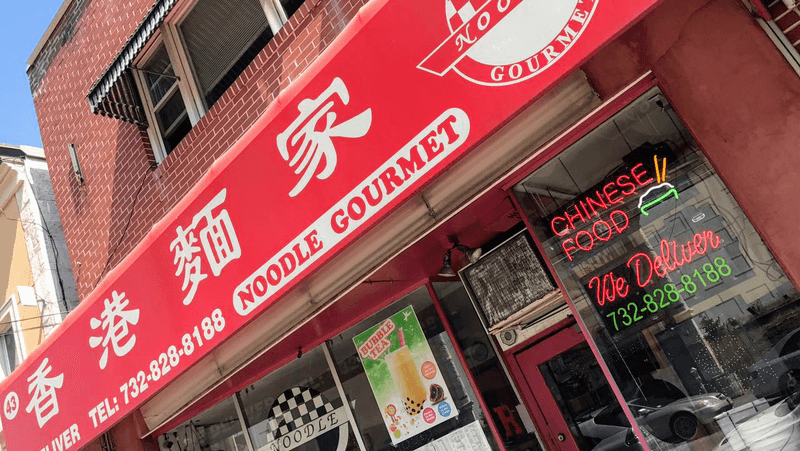 NOODLE
GOURMET
香港麵家
NOODLE GOURMET
43
TEL: 732-828-8188
CHINESE
FOOD
We Deliver
732-828-8188
BUBBLE
TEA
NOODLE